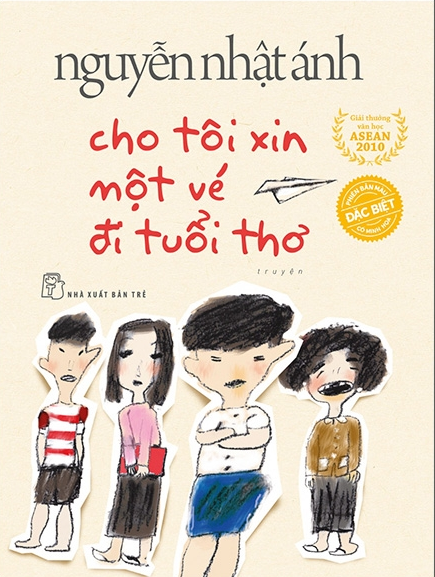 nguyễn nhật ánh
cho tôi xin
một vé
đi tuổi thơ
Giải thưởng
văn học
ASEAN
2010
PHIÊN BẢN MÀU
ĐẶC BIỆT
CÓ MINH HỌA
truyện
NHÀ XUẤT BẢN TRẺ